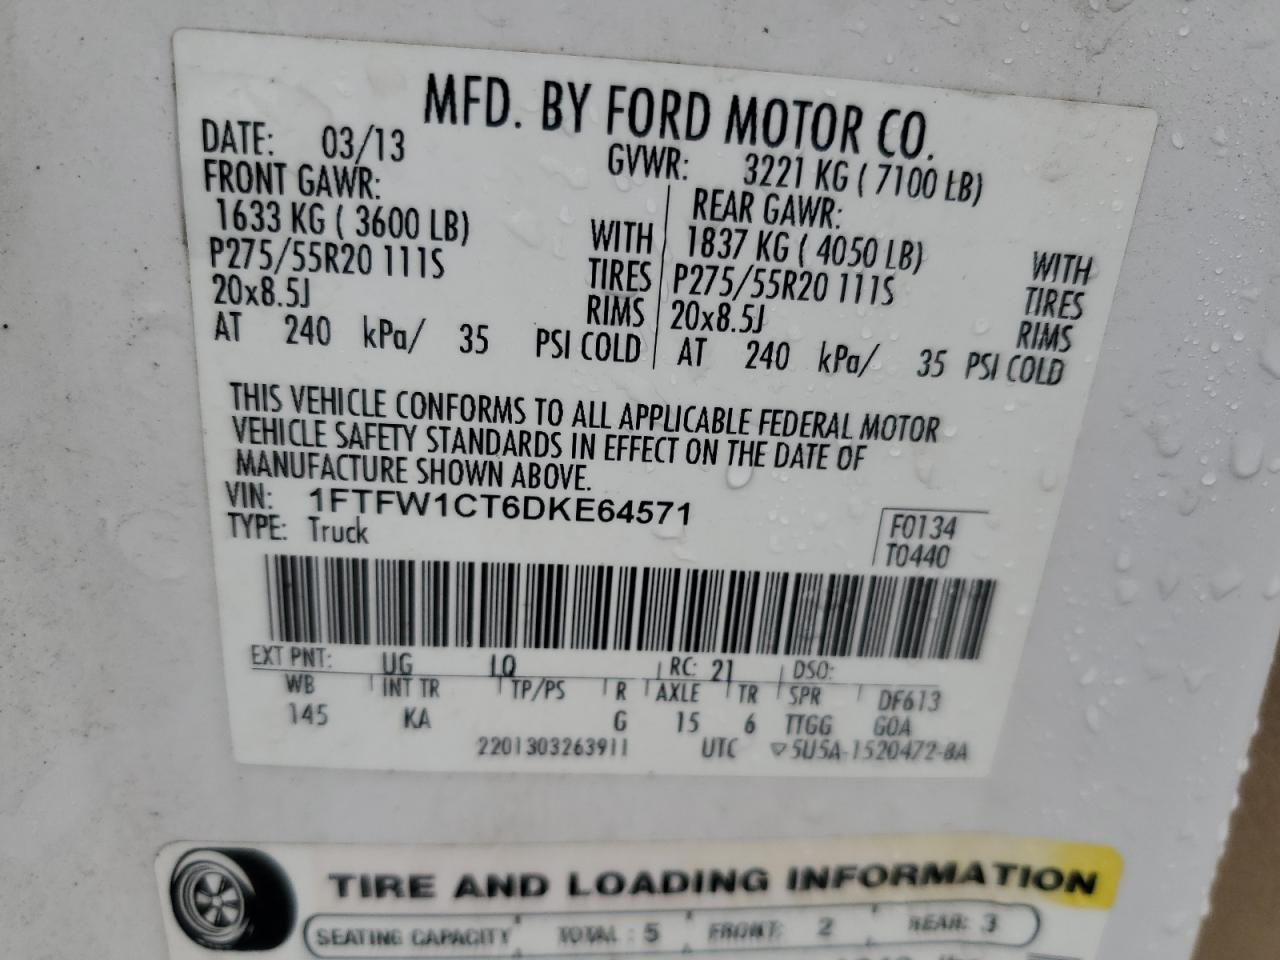 MFD. BY FORD MOTOR CO.
DATE: 03/13 GVWR: 3221 KG ( 7100 LB)
FRONT GAWR: REAR GAWR:
1633 KG ( 3600 LB) WITH 1837 KG ( 4050 LB) WITH
P275/55R20 111S TIRES P275/55R20 111S TIRES
20x8.5J RIMS 20x8.5J RIMS
AT 240 kPa/ 35 PSI COLD AT 240 kPa/ 35 PSI COLD
THIS VEHICLE CONFORMS TO ALL APPLICABLE FEDERAL MOTOR
VEHICLE SAFETY STANDARDS IN EFFECT ON THE DATE OF
MANUFACTURE SHOWN ABOVE.
VIN: 1FTFW1CT6DKE64571
TYPE: Truck F0134
T0440
EXT PNT: UG LQ RC: 21 DSO:
WB INT TR TP/PS R AXLE TR SPR DF613
145 KA G 15 6 TTGG GOA
2201303263911 UTC ▽5U5A-1520472-BA
TIRE AND LOADING INFORMATION
SEATING CAPACITY TOTAL : 5 FRONT: 2 REAR: 3